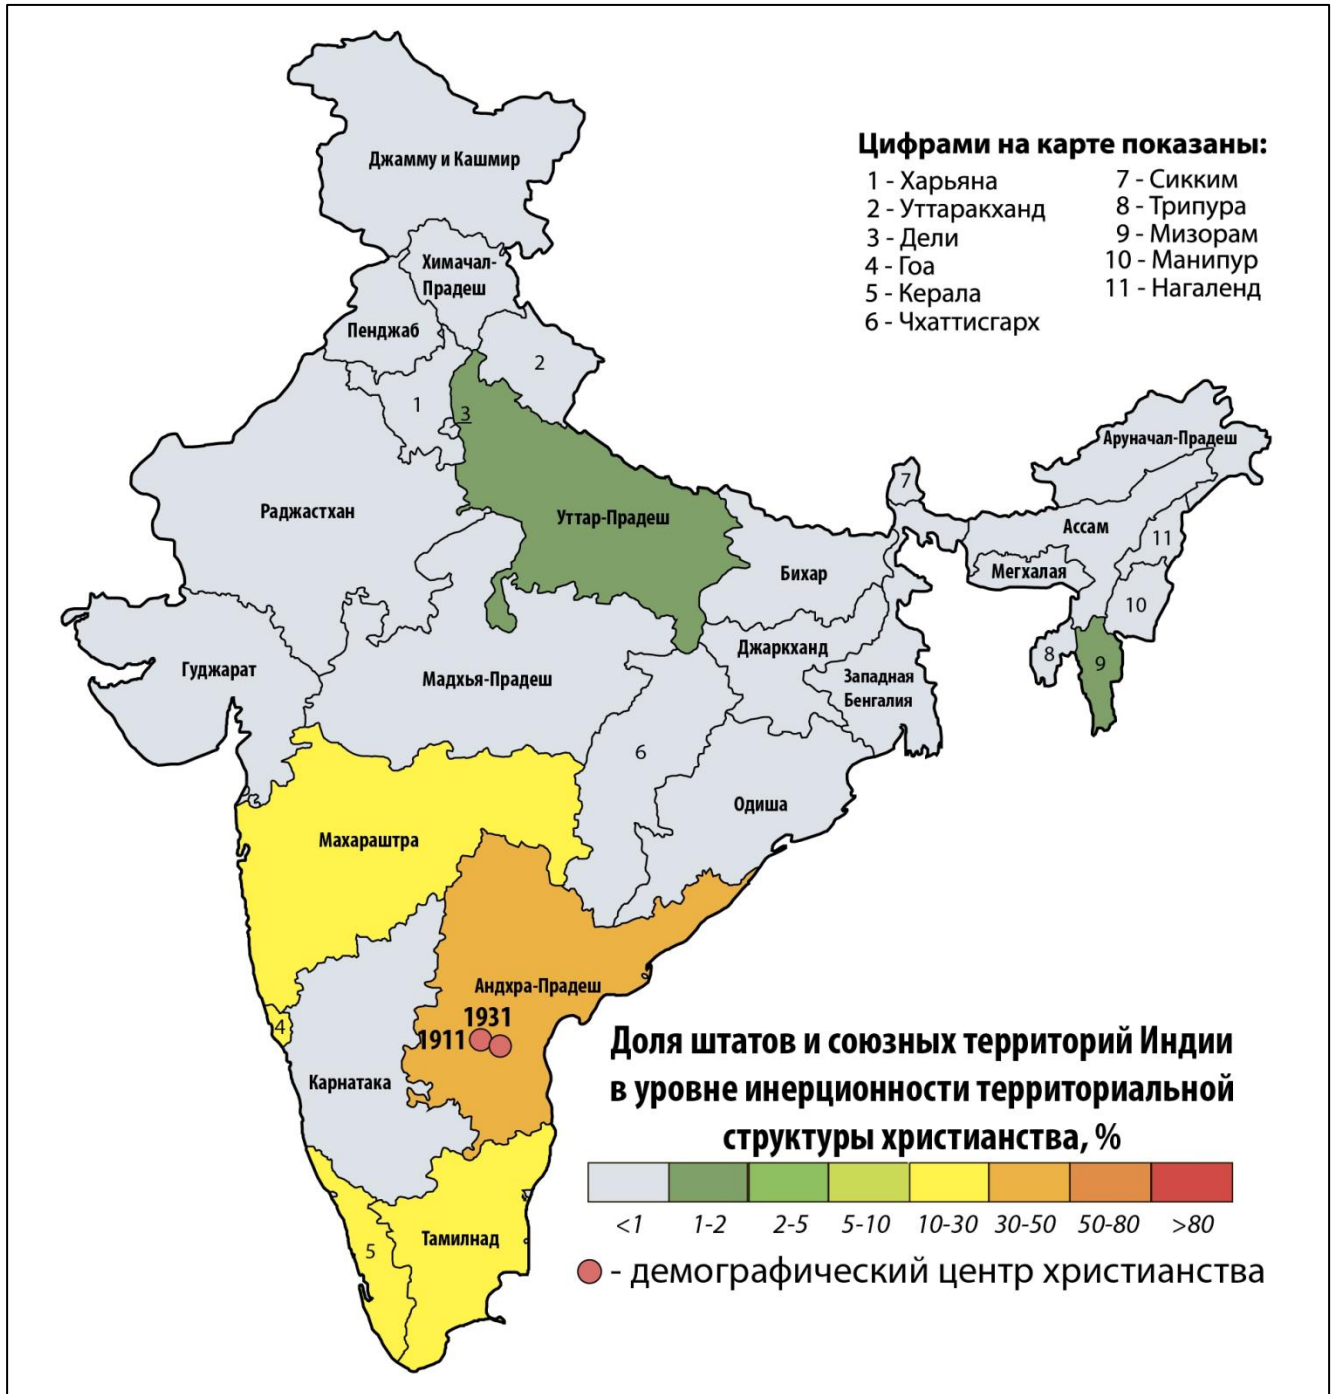 Цифрами на карте показаны:
1 - Харьяна
2 - Уттаракханд
3 - Дели
4 - Гоа
5 - Керала
6 - Чхаттисгарх
7 - Сикким
8 - Трипура
9 - Мизорам
10 - Манипур
11 - Нагаленд
Джамму и Кашмир
Химачал-
Прадеш
Пенджаб
2
1
3
Раджастхан
Уттар-Прадеш
7
Аруначал-Прадеш
Ассам
11
Мегхалая
10
Бихар
8
9
Гуджарат
Мадхья-Прадеш
Джаркханд
Западная
Бенгалия
6
Одиша
Махараштра
Андхра-Прадеш
1931
1911
4
Карнатака
5
Тамилнад
Доля штатов и союзных территорий Индии
в уровне инерционности территориальной
структуры христианства, %
<1 1-2 2-5 5-10 10-30 30-50 50-80 >80
- демографический центр христианства